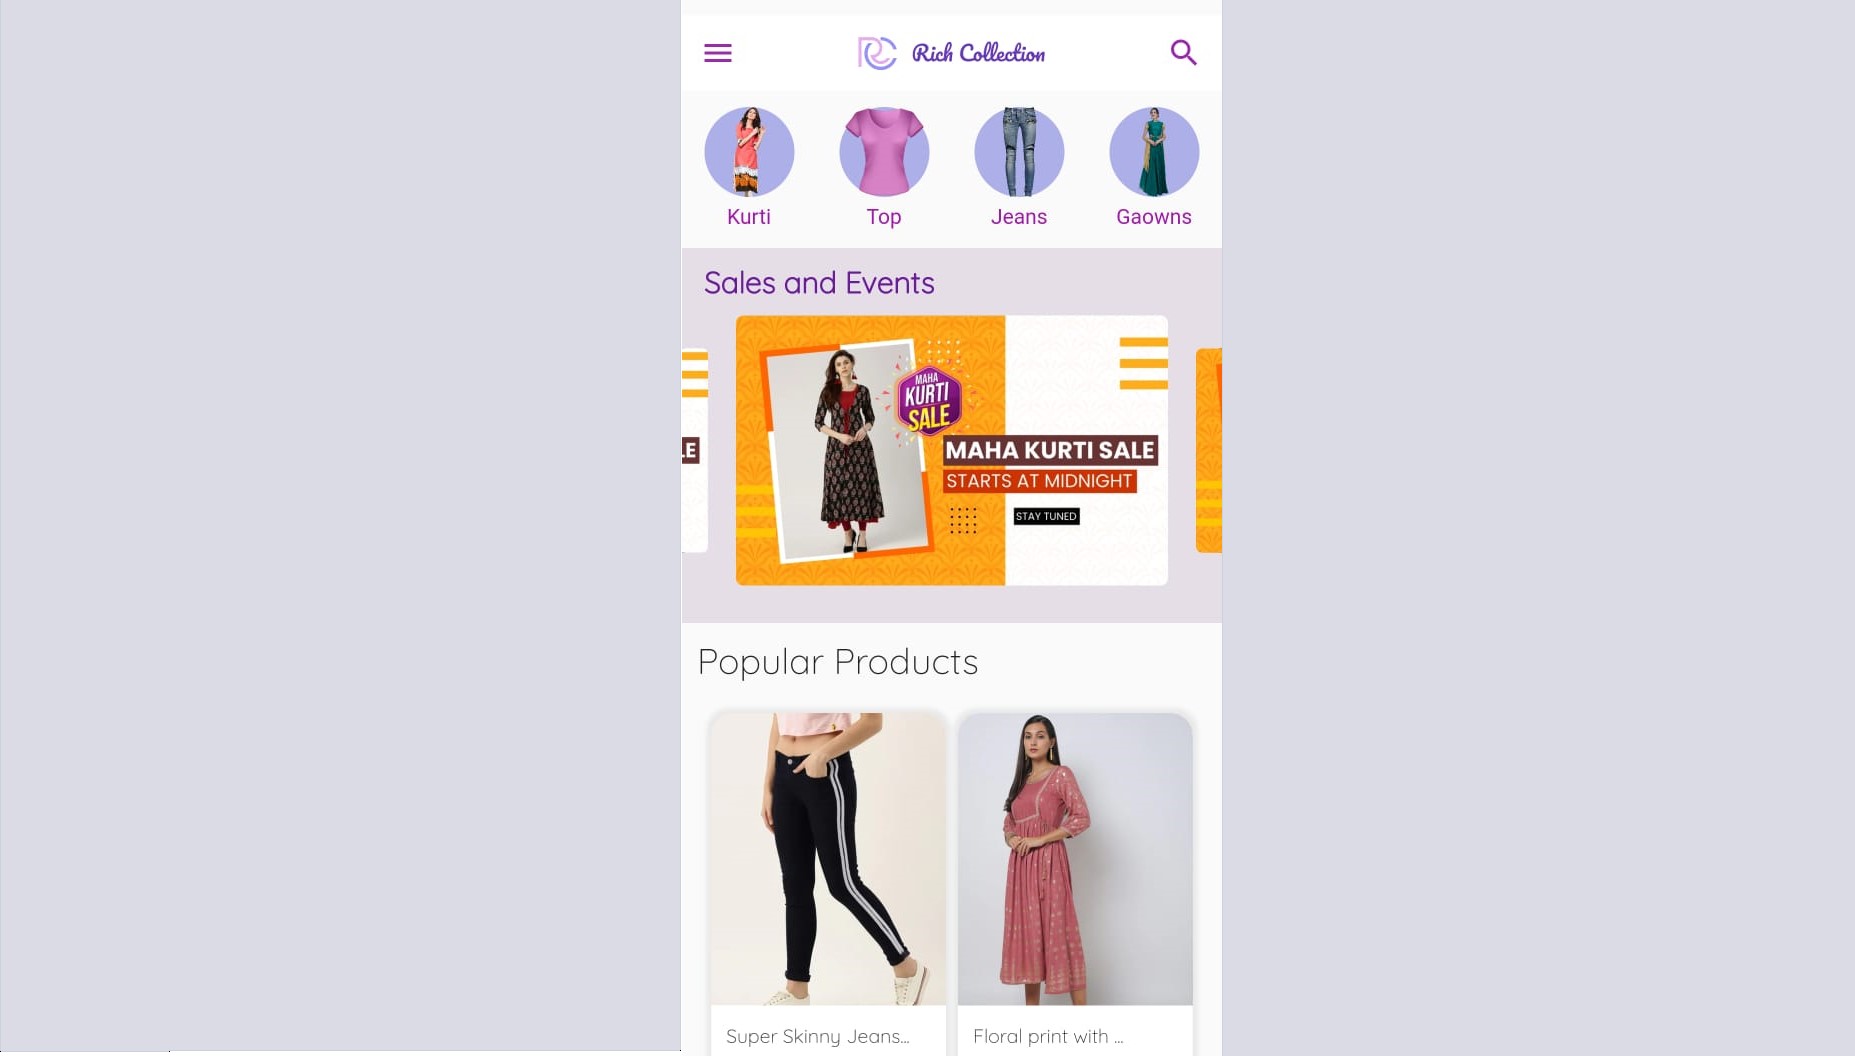 Rich Collection
Kurti
Top
Jeans
Gaowns
Sales and Events
LE
MAHA
KURTI
SALE
MAHA KURTI SALE
STARTS AT MIDNIGHT
STAY TUNED
Popular Products
Super Skinny Jeans...
Floral print with ...